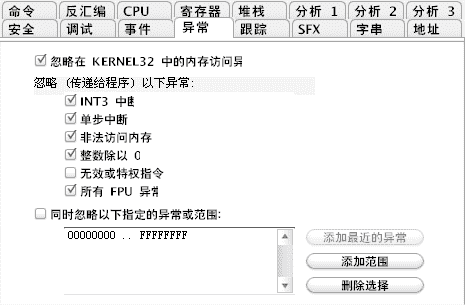 命令 反汇编 CPU 寄存器 堆栈 分析 1 分析 2 分析 3
安全 调试 事件 异常 跟踪 SFX 字串 地址
忽略在 KERNEL32 中的内存访问异
忽略 (传递给程序) 以下异常:
INT3 中断
单步中断
非法访问内存
整数除以 0
无效或特权指令
所有 FPU 异常
同时忽略以下指定的异常或范围:
00000000 .. FFFFFFFF
添加最近的异常
添加范围
删除选择